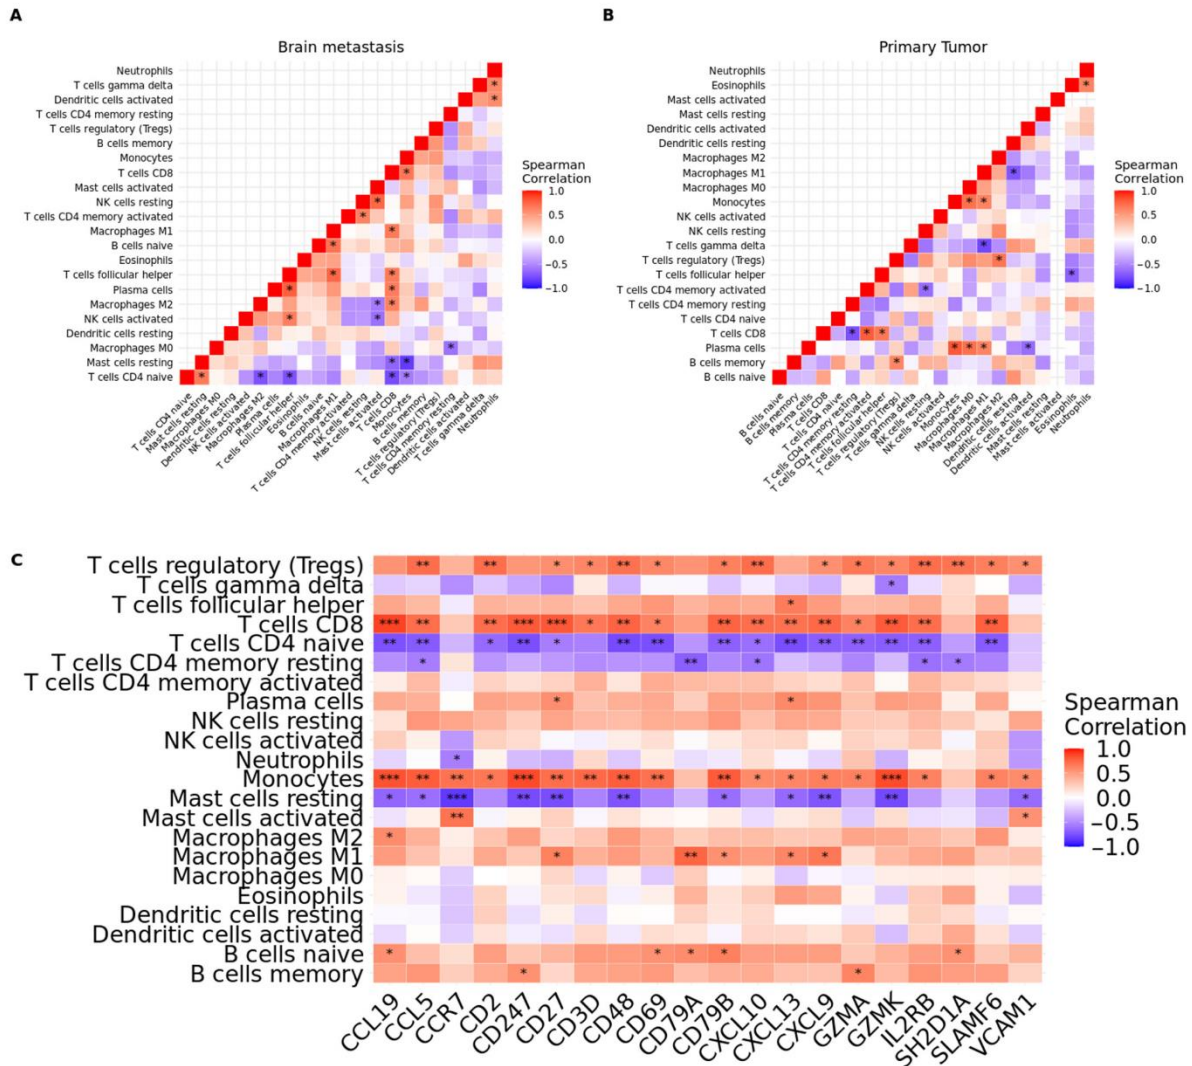 A
B
Brain metastasis
Primary Tumor
Neutrophils
T cells gamma delta
Dendritic cells activated
T cells CD4 memory resting
T cells regulatory (Tregs)
B cells memory
Monocytes
T cells CD8
Mast cells activated
NK cells resting
T cells CD4 memory activated
Macrophages M1
B cells naive
Eosinophils
T cells follicular helper
Plasma cells
Macrophages M2
NK cells activated
Dendritic cells resting
Macrophages M0
Mast cells resting
T cells CD4 naive
T cells CD4 naive
Mast cells resting
Macrophages M0
Dendritic cells resting
NK cells activated
Macrophages M2
Plasma cells
T cells follicular helper
Eosinophils
B cells naive
Macrophages M1
T cells CD4 memory activated
NK cells resting
Mast cells activated
T cells CD8
Monocytes
B cells memory
T cells regulatory (Tregs)
T cells CD4 memory resting
Dendritic cells activated
T cells gamma delta
Neutrophils
Spearman
Correlation
1.0
0.5
0.0
−0.5
−1.0
Neutrophils
Eosinophils
Mast cells activated
Mast cells resting
Dendritic cells activated
Dendritic cells resting
Macrophages M2
Macrophages M1
Macrophages M0
Monocytes
NK cells activated
NK cells resting
T cells gamma delta
T cells regulatory (Tregs)
T cells follicular helper
T cells CD4 memory activated
T cells CD4 memory resting
T cells CD4 naive
T cells CD8
Plasma cells
B cells memory
B cells naive
B cells naive
B cells memory
Plasma cells
T cells CD8
T cells CD4 naive
T cells CD4 memory resting
T cells CD4 memory activated
T cells follicular helper
T cells regulatory (Tregs)
T cells gamma delta
NK cells resting
NK cells activated
Monocytes
Macrophages M0
Macrophages M1
Macrophages M2
Dendritic cells resting
Dendritic cells activated
Mast cells resting
Mast cells activated
Eosinophils
Neutrophils
Spearman
Correlation
1.0
0.5
0.0
−0.5
−1.0
C
T cells regulatory (Tregs)
T cells gamma delta
T cells follicular helper
T cells CD8
T cells CD4 naive
T cells CD4 memory resting
T cells CD4 memory activated
Plasma cells
NK cells resting
NK cells activated
Neutrophils
Monocytes
Mast cells resting
Mast cells activated
Macrophages M2
Macrophages M1
Macrophages M0
Eosinophils
Dendritic cells resting
Dendritic cells activated
B cells naive
B cells memory
CCL19
CCL5
CCR7
CD2
CD247
CD27
CD3D
CD48
CD69
CD79A
CD79B
CXCL10
CXCL13
CXCL9
GZMA
GZMK
IL2RB
SH2D1A
SLAMF6
VCAM1
Spearman
Correlation
1.0
0.5
0.0
−0.5
−1.0